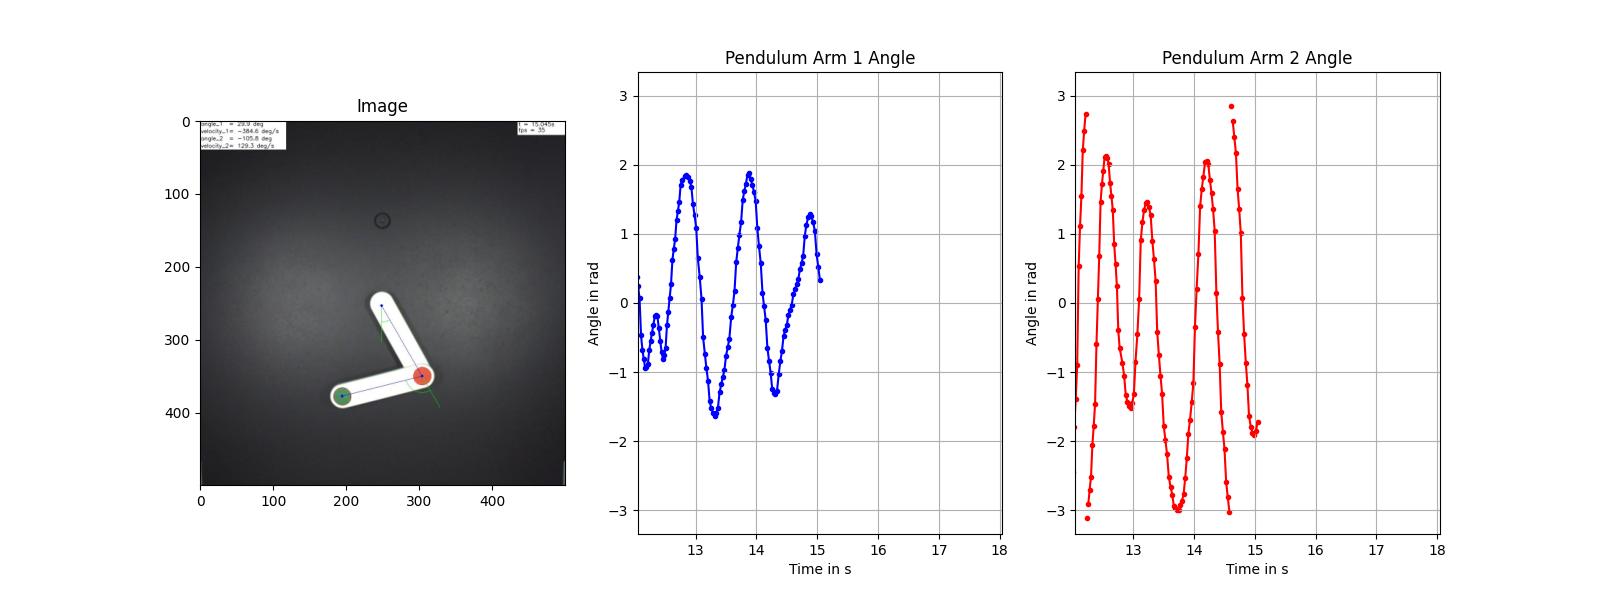 Image
0
100
200
300
400
0
100
200
300
400
angle_1 = 29.9 deg
velocity_1= -384.6 deg/s
angle_2 = -105.8 deg
velocity_2= 129.3 deg/s
t = 15.045s
fps = 35
Pendulum Arm 1 Angle
Angle in rad
3
2
1
0
−1
−2
−3
13
14
15
16
17
18
Time in s
Pendulum Arm 2 Angle
Angle in rad
3
2
1
0
−1
−2
−3
13
14
15
16
17
18
Time in s